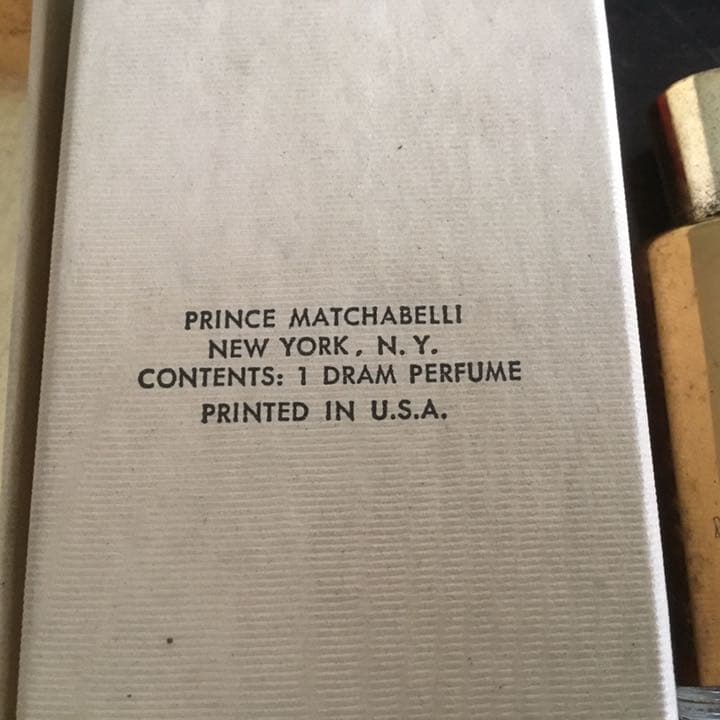 PRINCE MATCHABELLI
NEW YORK, N.Y.
CONTENTS: 1 DRAM PERFUME
PRINTED IN U.S.A.